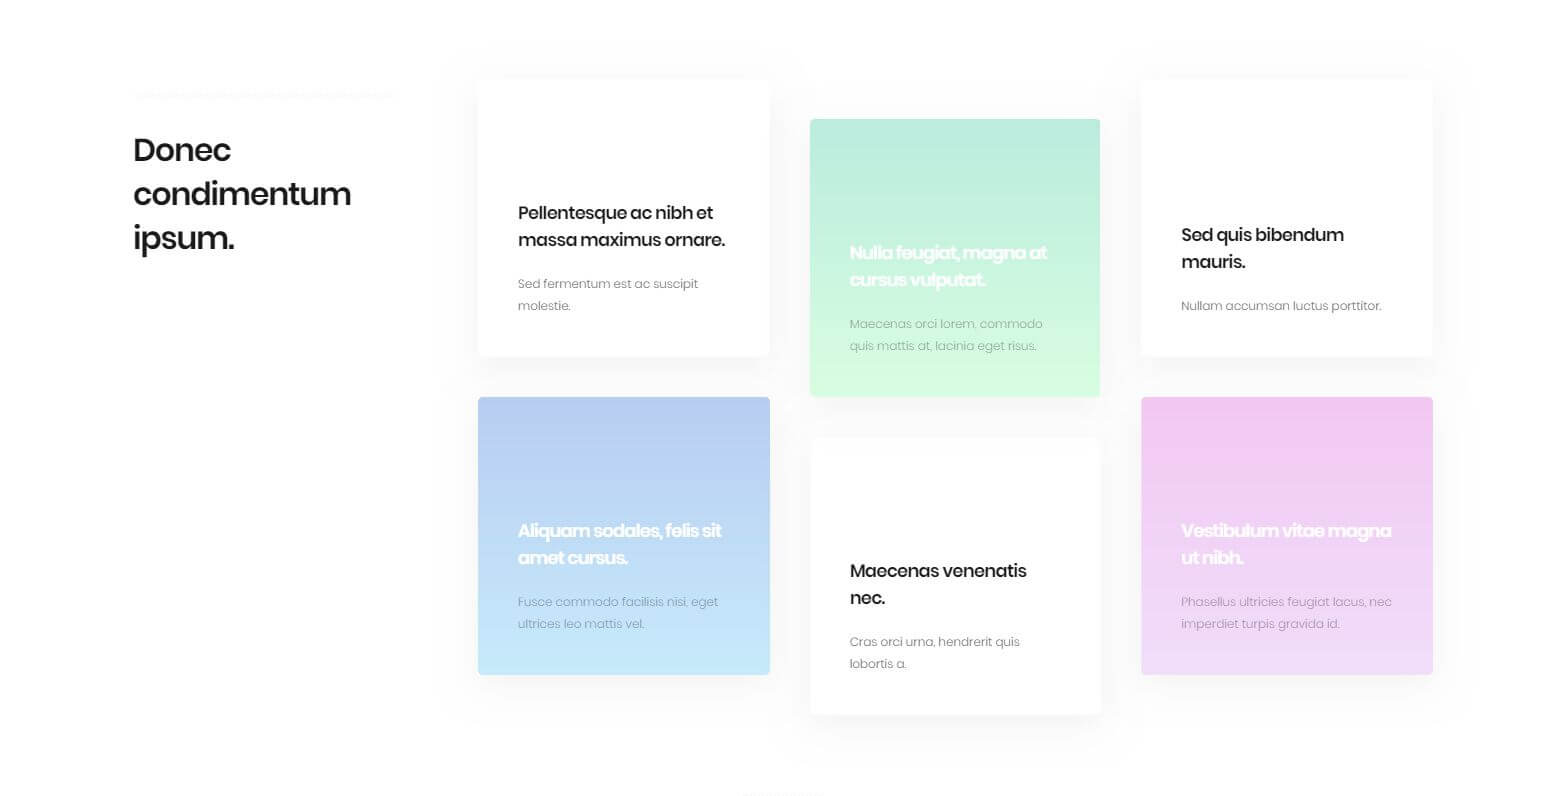 Donec
condimentum
ipsum.
Pellentesque ac nibh et
massa maximus ornare.
Sed fermentum est ac suscipit
molestie.
Nulla feugiat, magna at
cursus vulputat.
Maecenas orci lorem, commodo
quis mattis at, lacinia eget risus.
Sed quis bibendum
mauris.
Nullam accumsan luctus porttitor.
Aliquam sodales, felis sit
amet cursus.
Fusce commodo facilisis nisi, eget
ultrices leo mattis vel.
Maecenas venenatis
nec.
Cras orci urna, hendrerit quis
lobortis a.
Vestibulum vitae magna
ut nibh.
Phasellus ultricies feugiat lacus, nec
imperdiet turpis gravida id.